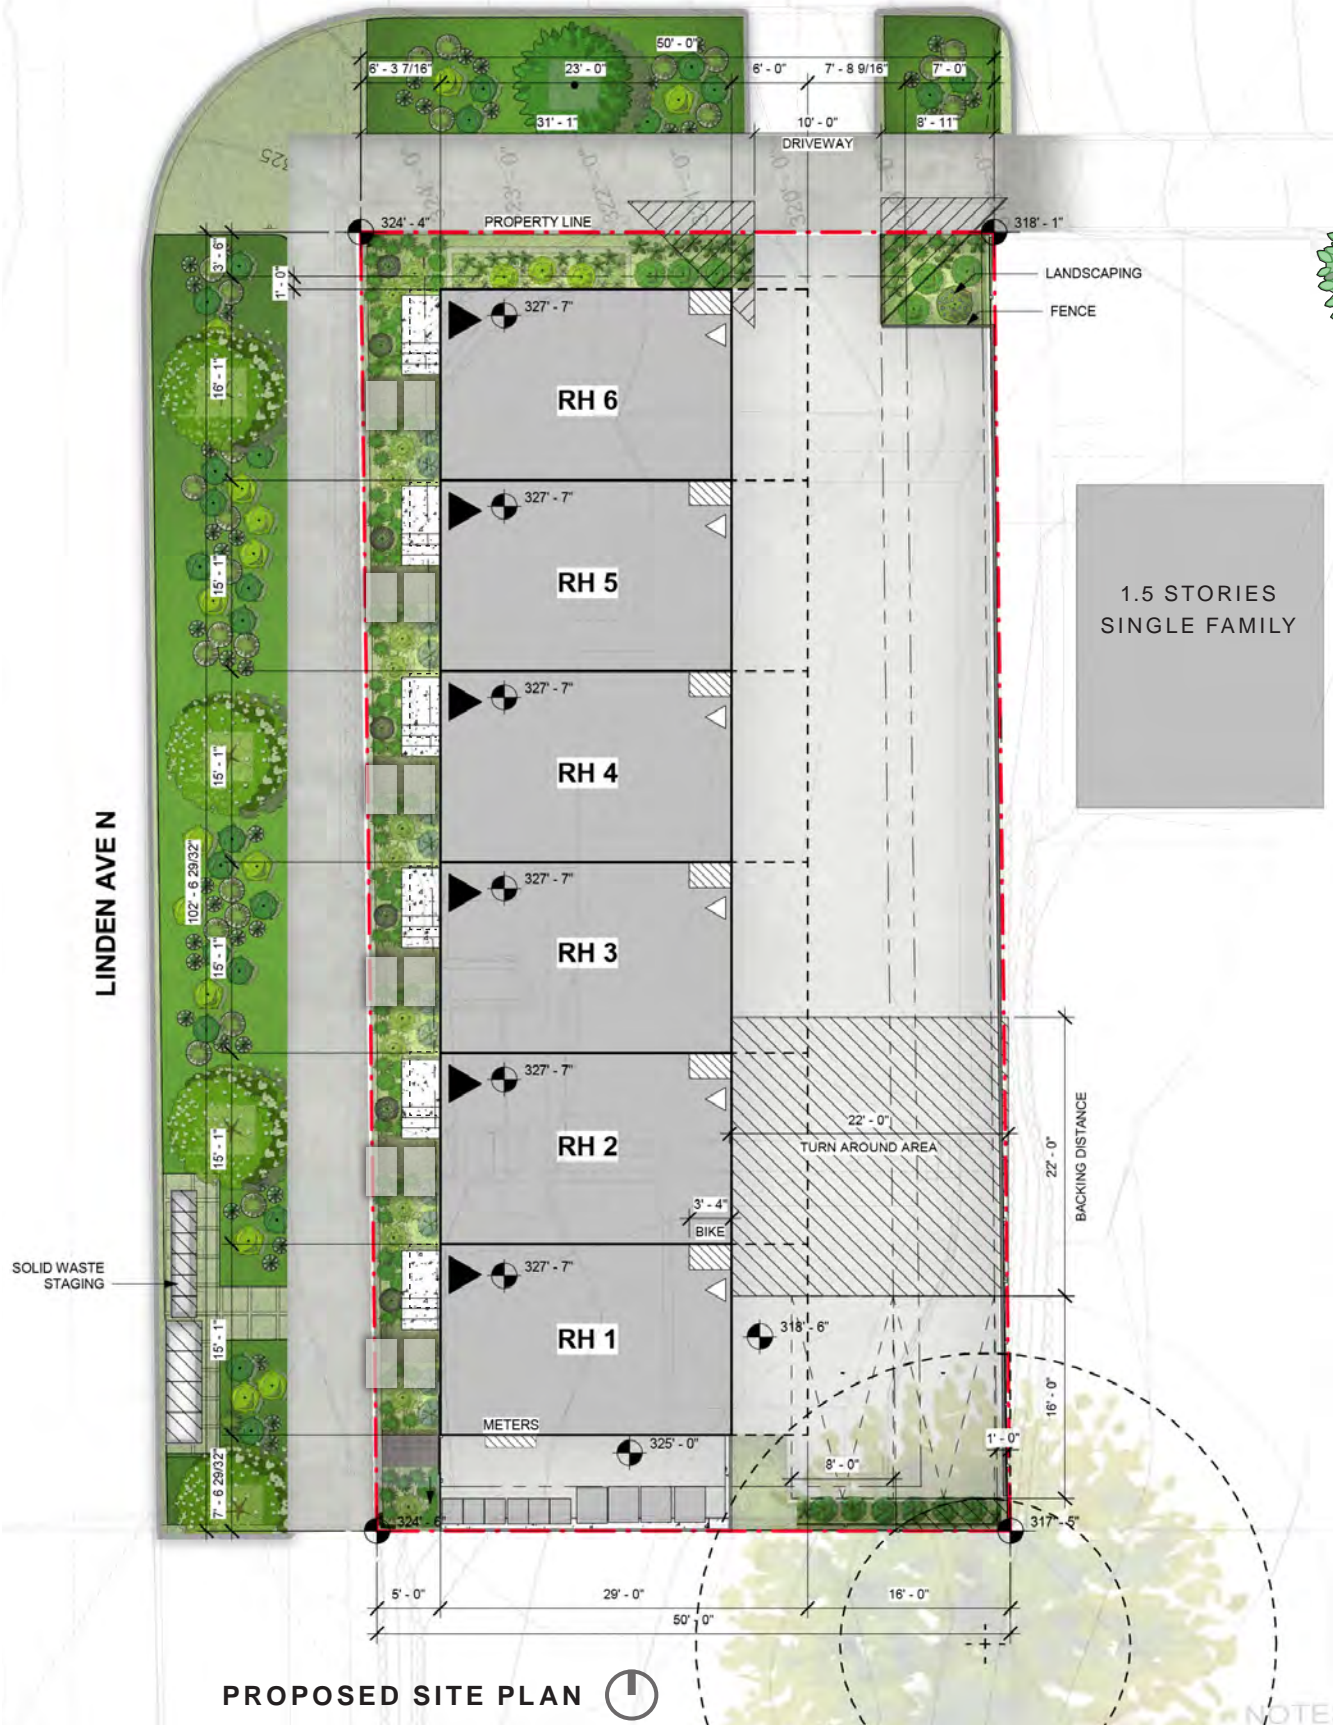 50' - 0"
6' - 3 7/16"
23' - 0"
6' - 0"
7' - 8 9/16"
7' - 0"
31' - 1"
10' - 0"
8' - 11"
DRIVEWAY
325
322' - 0"
320' - 0"
324' - 4"
PROPERTY LINE
318' - 1"
3' - 6"
1' - 0"
LANDSCAPING
FENCE
327' - 7"
RH 6
16' - 1"
327' - 7"
RH 5
15' - 1"
1.5 STORIES
SINGLE FAMILY
327' - 7"
RH 4
15' - 1"
LINDEN AVE N
102' - 6 29/32"
327' - 7"
RH 3
15' - 1"
327' - 7"
RH 2
15' - 1"
22' - 0"
TURN AROUND AREA
22' - 0"
BACKING DISTANCE
3' - 4"
BIKE
SOLID WASTE
STAGING
327' - 7"
RH 1
15' - 1"
318' - 6"
METERS
325' - 0"
16' - 0"
1' - 0"
8' - 0"
7' - 6 29/32"
324' - 6"
317' - 5"
5' - 0"
29' - 0"
16' - 0"
50' - 0"
PROPOSED SITE PLAN
NOTE